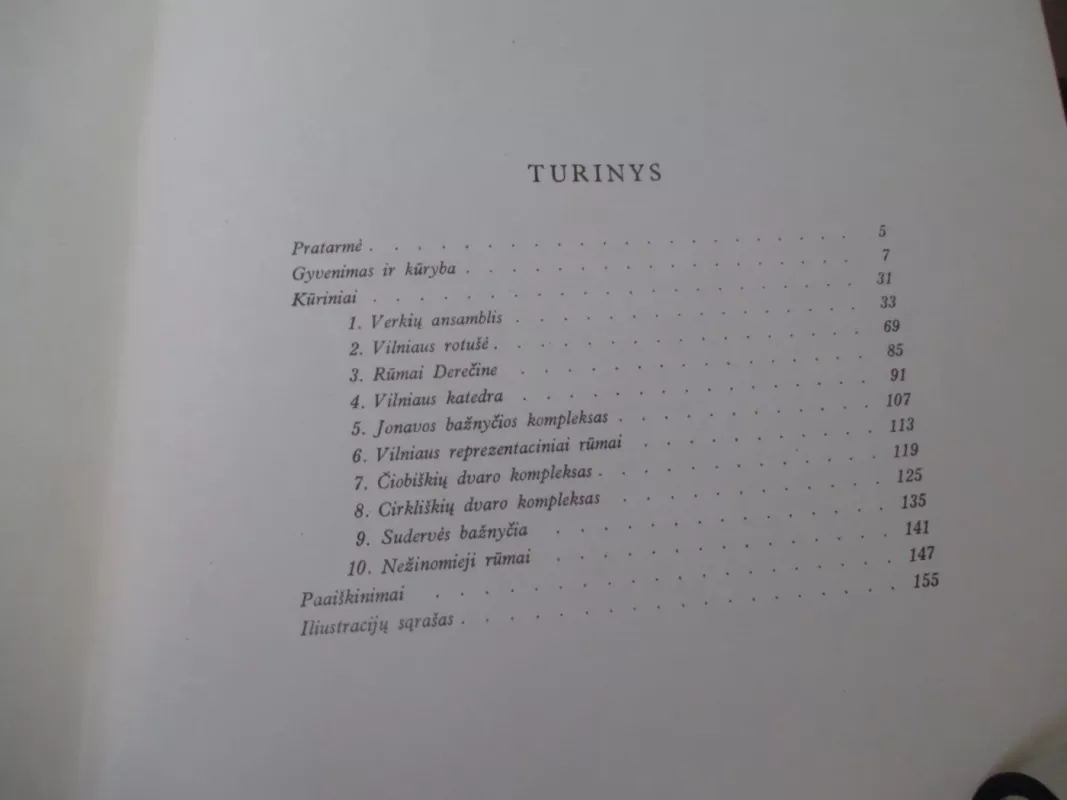 TURINYS
Pratarmė . . . . . . . . . . . . . . . . . . 5
Gyvenimas ir kūryba . . . . . . . . . . . . . . 7
Kūriniai . . . . . . . . . . . . . . . . . . 31
1. Verkių ansamblis . . . . . . . . . . . . . . 33
2. Vilniaus rotušė . . . . . . . . . . . . . . 69
3. Rūmai Derečine . . . . . . . . . . . . . . 85
4. Vilniaus katedra . . . . . . . . . . . . . . 91
5. Jonavos bažnyčios kompleksas . . . . . . . . . . 107
6. Vilniaus reprezentaciniai rūmai . . . . . . . . . 113
7. Čiobiškių dvaro kompleksas . . . . . . . . . . . 119
8. Cirkliškių dvaro kompleksas . . . . . . . . . . 125
9. Sudervės bažnyčia . . . . . . . . . . . . . 135
10. Nežinomieji rūmai . . . . . . . . . . . . . 141
Paaiškinimai . . . . . . . . . . . . . . . . . 147
Iliustracijų sąrašas . . . . . . . . . . . . . . . 155